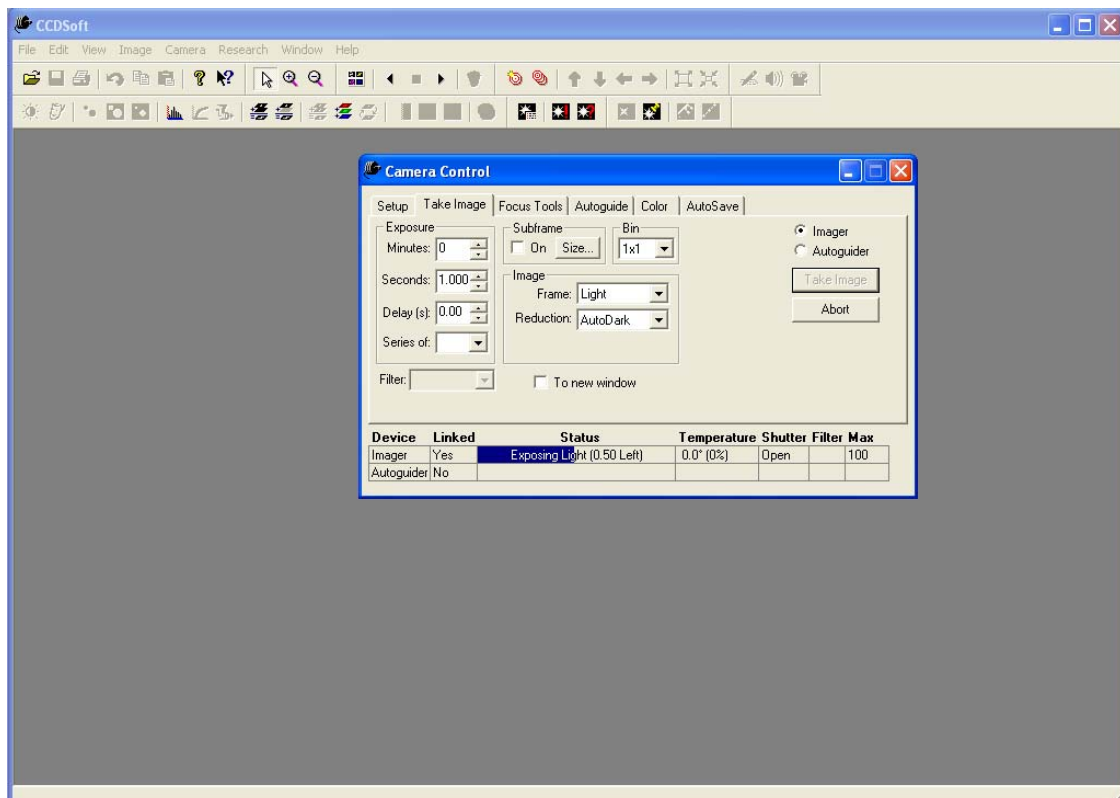 CCDSoft
File Edit View Image Camera Research Window Help
Camera Control
Setup Take Image Focus Tools Autoguide Color AutoSave
Exposure Subframe Bin Imager
Minutes: 0 On Size... 1x1 Autoguider
Seconds: 1.000 Image Take Image
Frame: Light
Delay (s): 0.00 Reduction: AutoDark Abort
Series of:
Filter: To new window
Device Linked Status Temperature Shutter Filter Max
Imager Yes Exposing Light (0.50 Left) 0.0° (0%) Open 100
Autoguider No